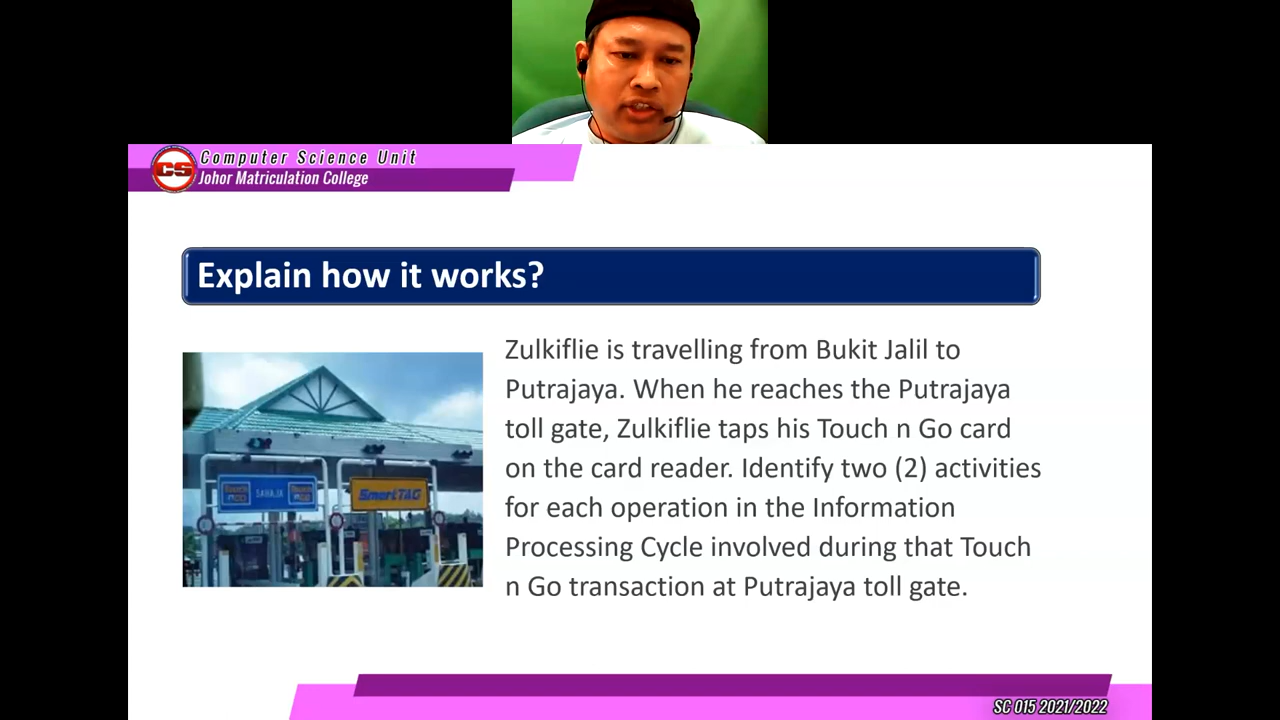 Computer Science Unit
CS
Johor Matriculation College
Explain how it works?
Zulkiflie is travelling from Bukit Jalil to
Putrajaya. When he reaches the Putrajaya
toll gate, Zulkiflie taps his Touch n Go card
on the card reader. Identify two (2) activities
for each operation in the Information
Processing Cycle involved during that Touch
n Go transaction at Putrajaya toll gate.
SAHAJA
SmartTAG
SC 015 2021/2022